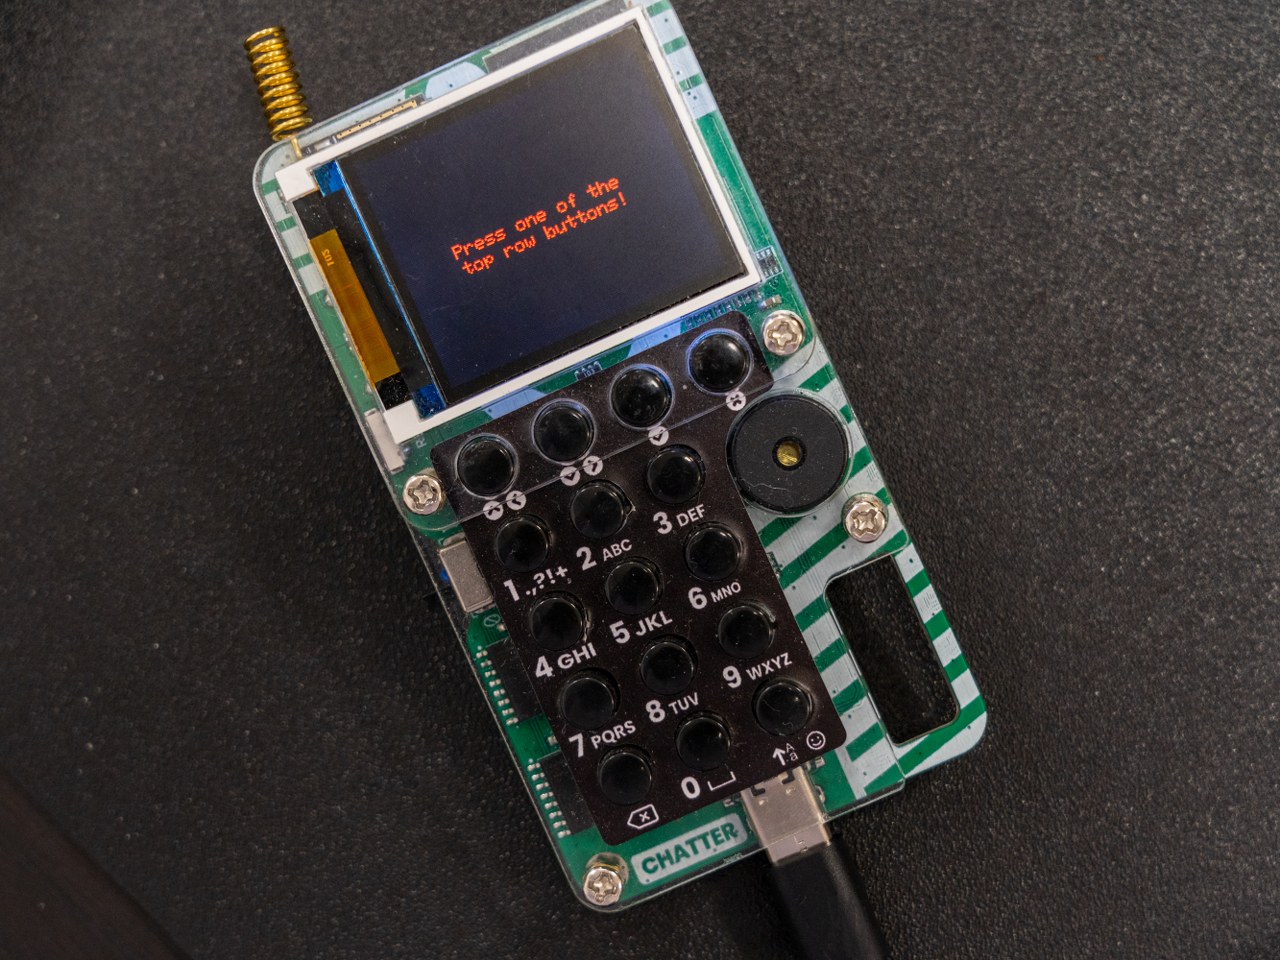 Press one of the
top row buttons!
1.,?!+
2 ABC
3 DEF
4 GHI
5 JKL
6 MNO
7 PQRS
8 TUV
9 WXYZ
0
Aa
CHATTER